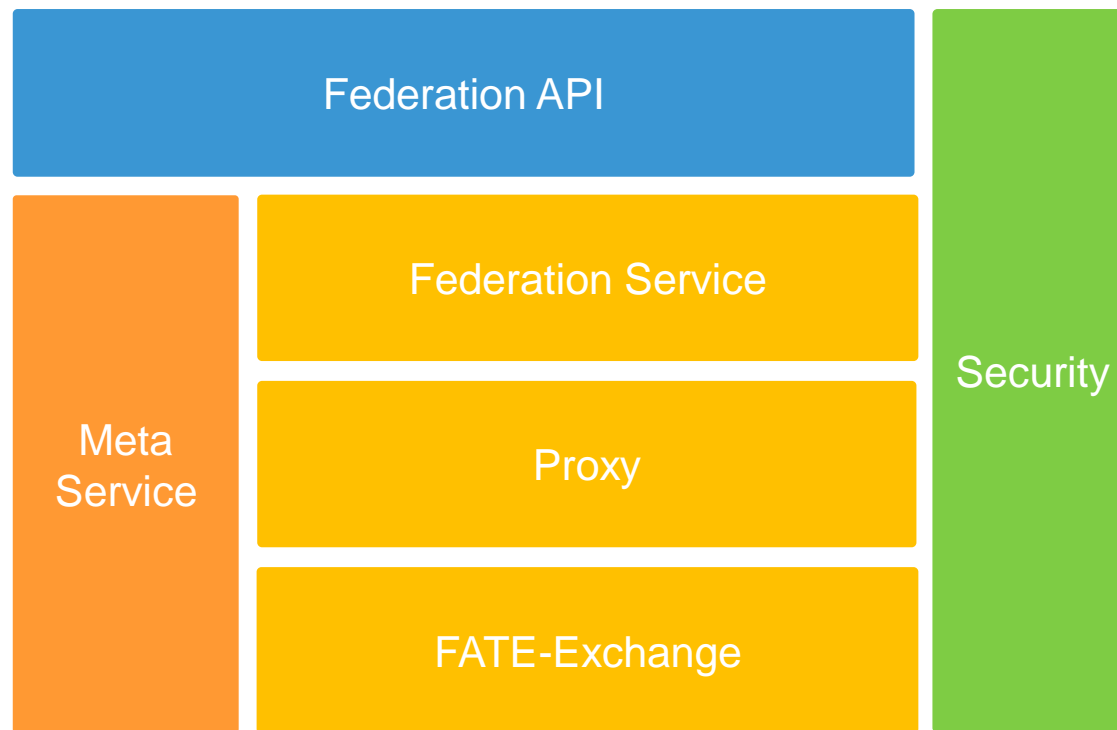 Federation API
Federation Service
Security
Meta
Service
Proxy
FATE-Exchange